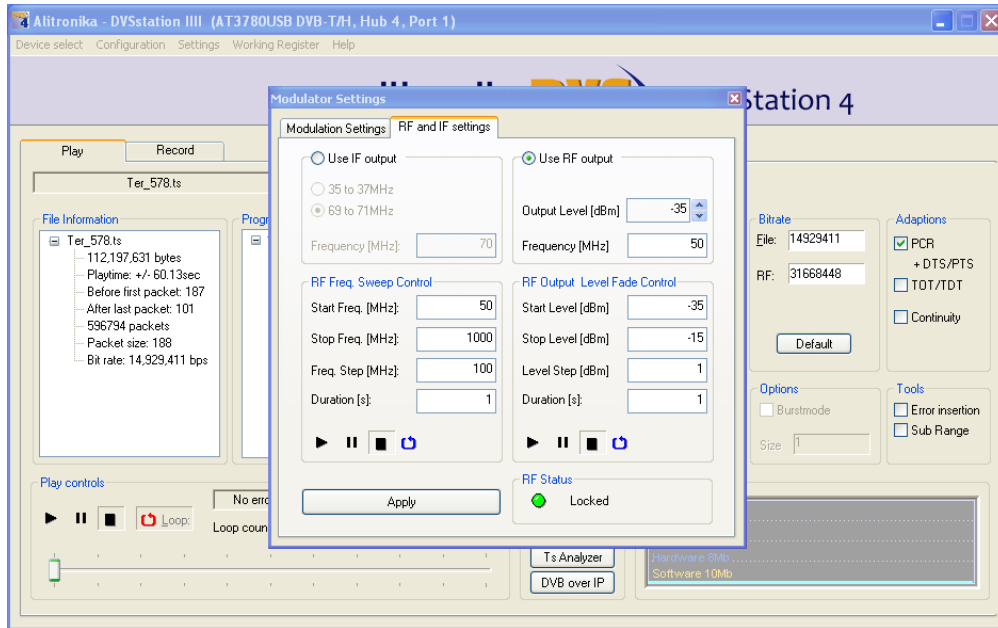 Alitronika - DVSstation IIII (AT3780USB DVB-T/H, Hub 4, Port 1)
Device select Configuration Settings Working Register Help
Station 4
Play Record
Ter_578.ts
File Information
Ter_578.ts
112,197,631 bytes
Playtime: +/- 60.13sec
Before first packet: 187
After last packet: 101
596794 packets
Packet size: 188
Bit rate: 14,929,411 bps
Modulator Settings
Modulation Settings RF and IF settings
Use IF output
35 to 37MHz
69 to 71MHz
Frequency [MHz]: 70
Use RF output
Output Level [dBm] -35
Frequency [MHz] 50
RF Freq. Sweep Control
Start Freq. [MHz]: 50
Stop Freq. [MHz]: 1000
Freq. Step [MHz]: 100
Duration [s]: 1
RF Output Level Fade Control
Start Level [dBm] -35
Stop Level [dBm] -15
Level Step [dBm] 1
Duration [s]: 1
Apply
RF Status
Locked
Bitrate
File: 14929411
RF: 31668448
Default
Adaptions
PCR
+ DTS/PTS
TOT/TDT
Continuity
Options
Burstmode
Size 1
Tools
Error insertion
Sub Range
Play controls
Loop:
No erro
Loop coun
Ts Analyzer
DVB over IP
Hardware 8Mb
Software 10Mb